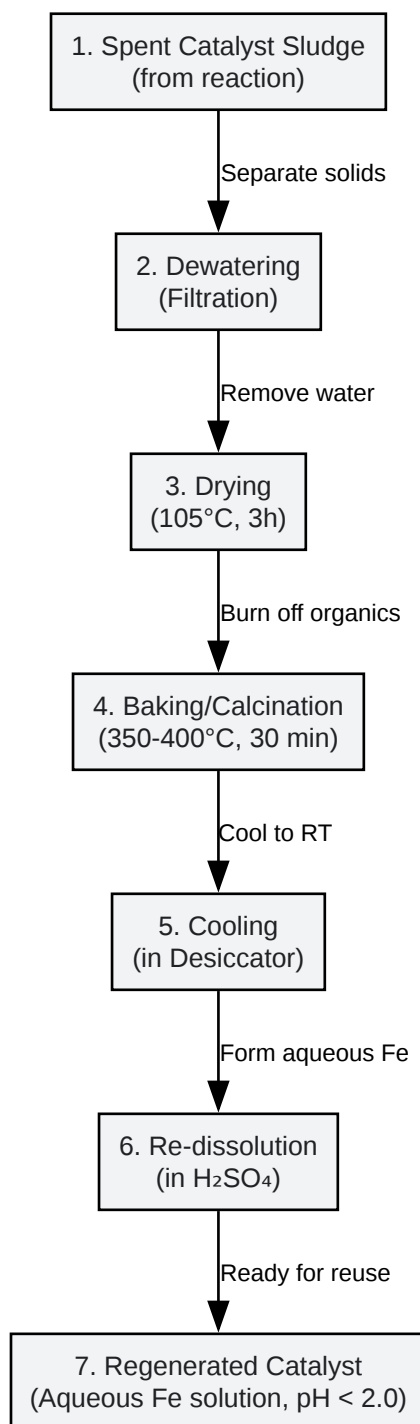 1. Spent Catalyst Sludge
(from reaction)
Separate solids
2. Dewatering
(Filtration)
Remove water
3. Drying
(105°C, 3h)
Burn off organics
4. Baking/Calcination
(350-400°C, 30 min)
Cool to RT
5. Cooling
(in Desiccator)
Form aqueous Fe
6. Re-dissolution
(in H₂SO₄)
Ready for reuse
7. Regenerated Catalyst
(Aqueous Fe solution, pH < 2.0)